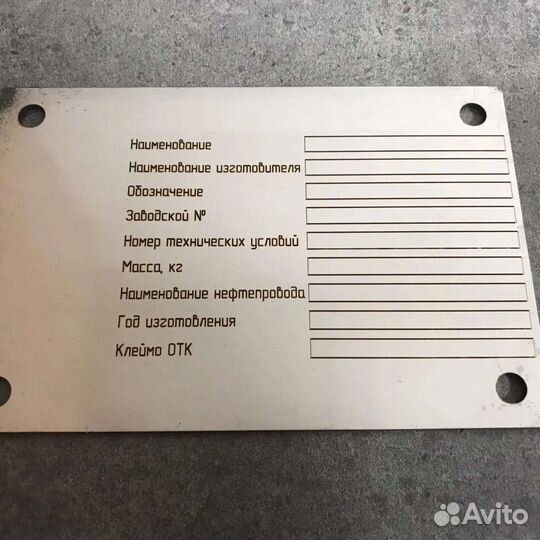 Наименование
Наименование изготовителя
Обозначение
Заводской №
Номер технических условий
Масса, кг
Наименование нефтепровода
Год изготовления
Клеймо ОТК
Avito